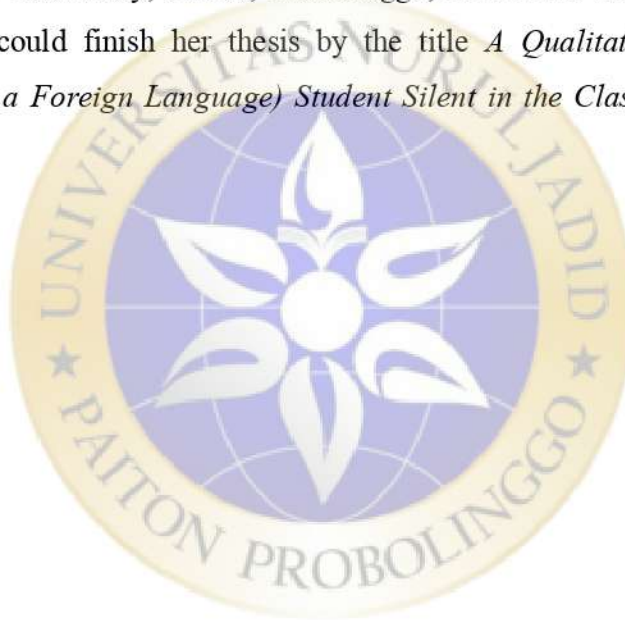 could finish her thesis by the title A Qualitat
a Foreign Language) Student Silent in the Clas
UNIVERSITAS NURUL JADID
PAITON PROBOLINGGO